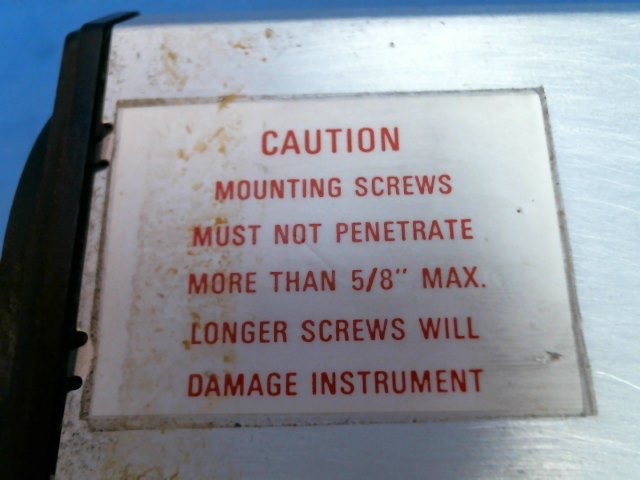 CAUTION
MOUNTING SCREWS
MUST NOT PENETRATE
MORE THAN 5/8" MAX.
LONGER SCREWS WILL
DAMAGE INSTRUMENT